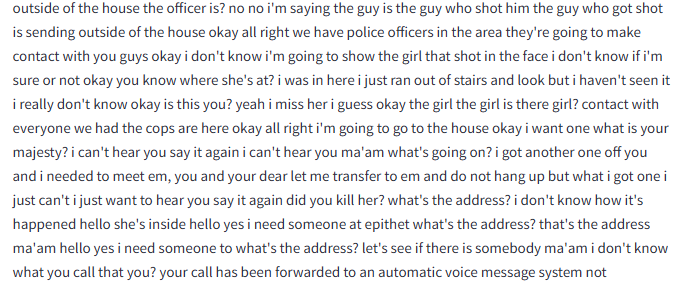 outside of the house the officer is? no no i'm saying the guy is the guy who shot him the guy who got shot
is sending outside of the house okay all right we have police officers in the area they're going to make
contact with you guys okay i don't know i'm going to show the girl that shot in the face i don't know if i'm
sure or not okay you know where she's at? i was in here i just ran out of stairs and look but i haven't seen it
i really don't know okay is this you? yeah i miss her i guess okay the girl the girl is there girl? contact with
everyone we had the cops are here okay all right i'm going to go to the house okay i want one what is your
majesty? i can't hear you say it again i can't hear you ma'am what's going on? i got another one off you
and i needed to meet em, you and your dear let me transfer to em and do not hang up but what i got one i
just can't i just want to hear you say it again did you kill her? what's the address? i don't know how it's
happened hello she's inside hello yes i need someone at epithet what's the address? that's the address
ma'am hello yes i need someone to what's the address? let's see if there is somebody ma'am i don't know
what you call that you? your call has been forwarded to an automatic voice message system not